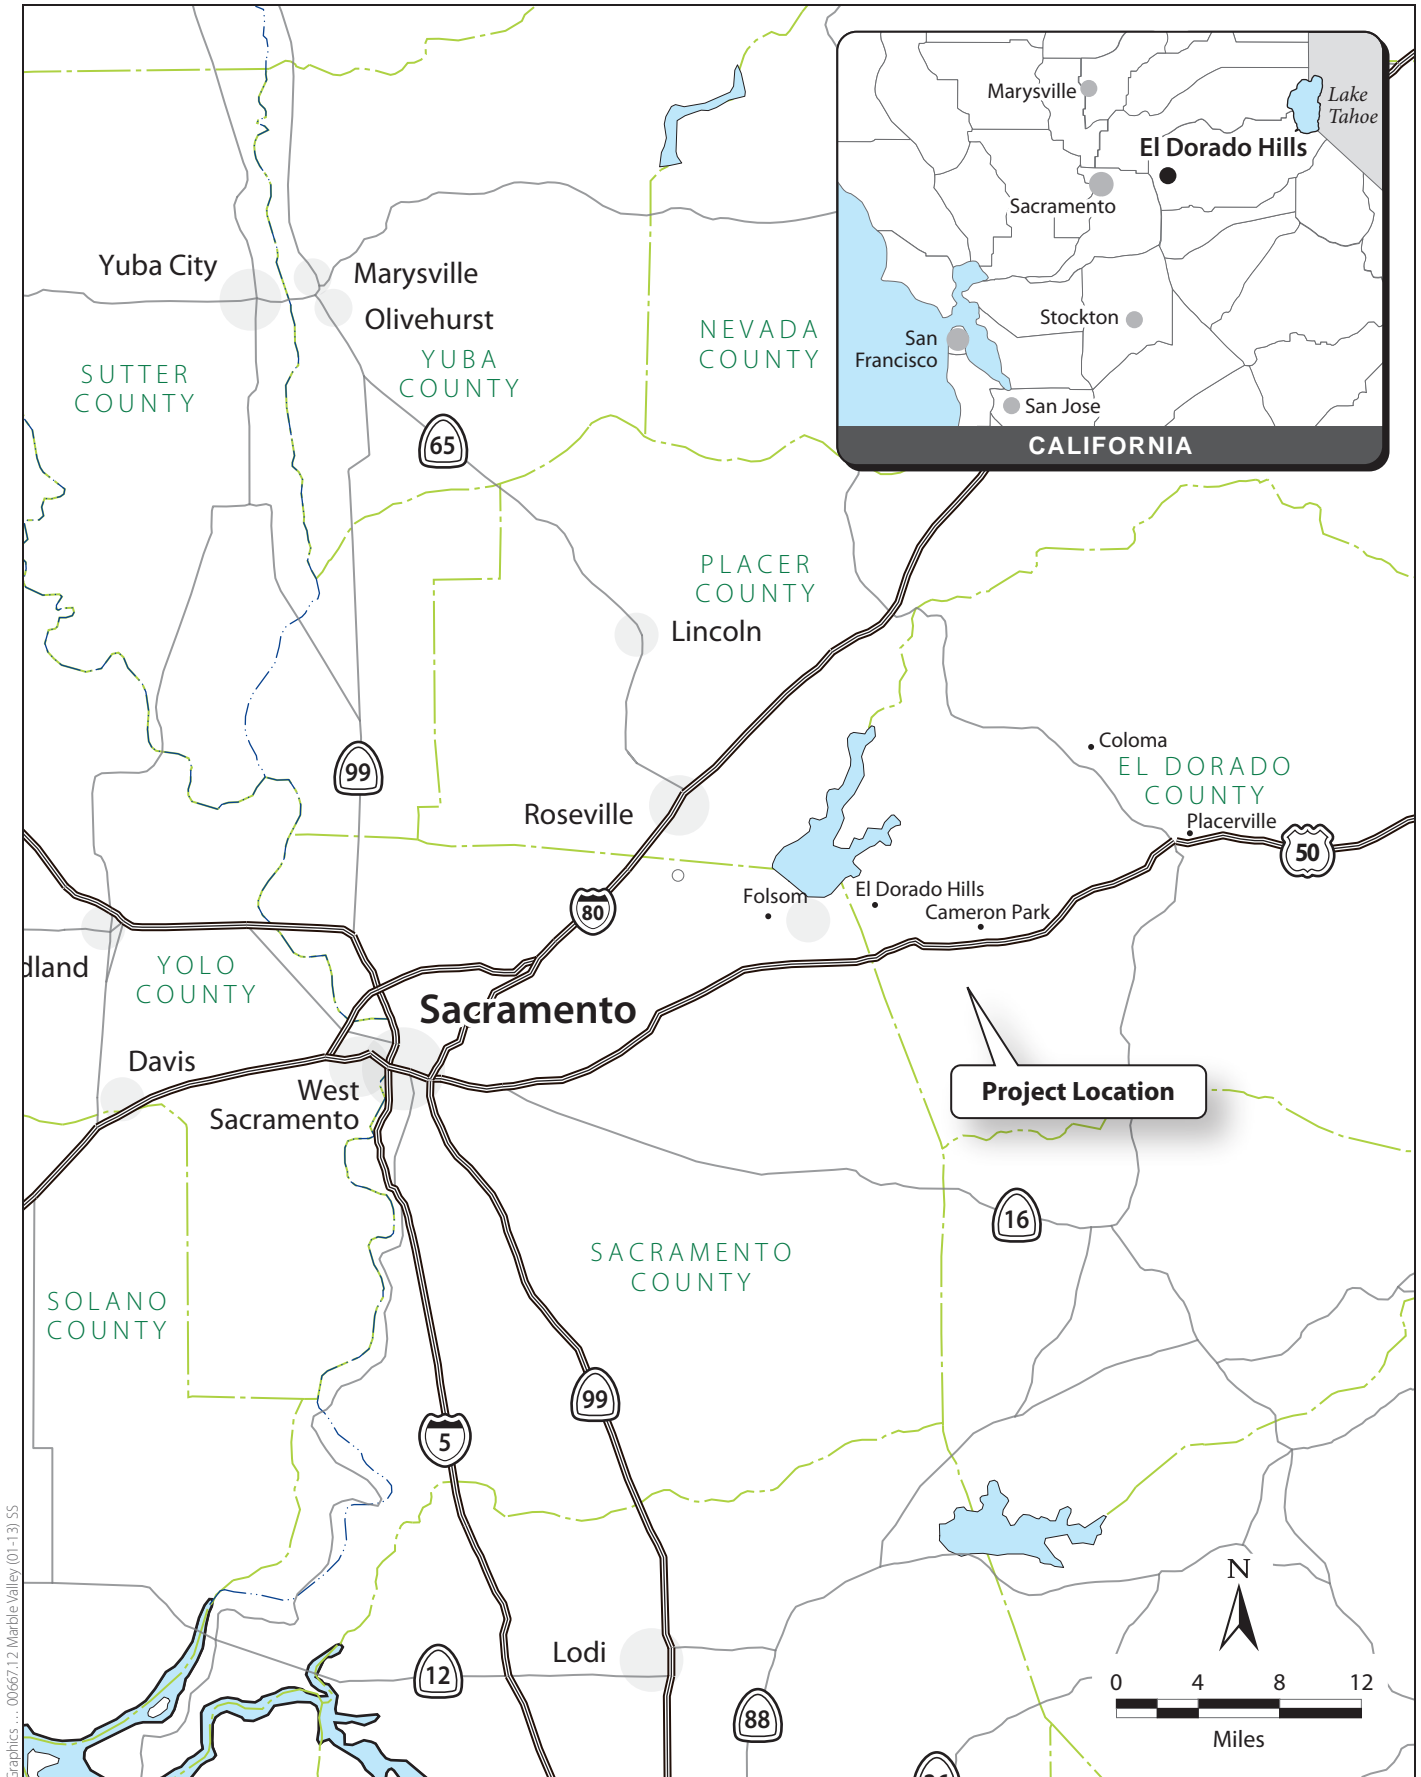 Marysville
Lake
Tahoe
El Dorado Hills
Sacramento
Stockton
San
Francisco
San Jose
CALIFORNIA
Yuba City
Marysville
Olivehurst
NEVADA
COUNTY
YUBA
COUNTY
SUTTER
COUNTY
65
PLACER
COUNTY
Lincoln
Coloma
EL DORADO
COUNTY
99
Roseville
Placerville
50
El Dorado Hills
Folsom
80
Cameron Park
dland
YOLO
COUNTY
Sacramento
Davis
West
Sacramento
Project Location
16
SACRAMENTO
COUNTY
SOLANO
COUNTY
99
5
N
Lodi
12
88
0 4 8 12
Miles
Graphics … 00667.12 Marble Valley (01-13) SS